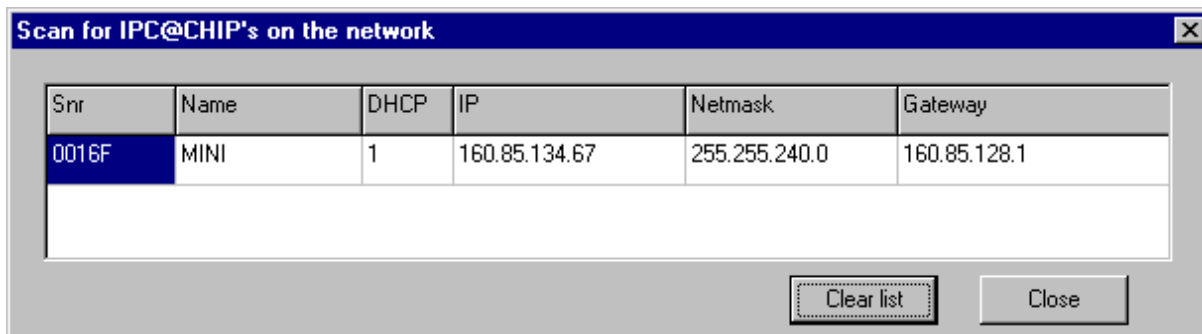 Scan for IPC@CHIP's on the network
Snr Name DHCP IP Netmask Gateway
0016F MINI 1 160.85.134.67 255.255.240.0 160.85.128.1
Clear list Close